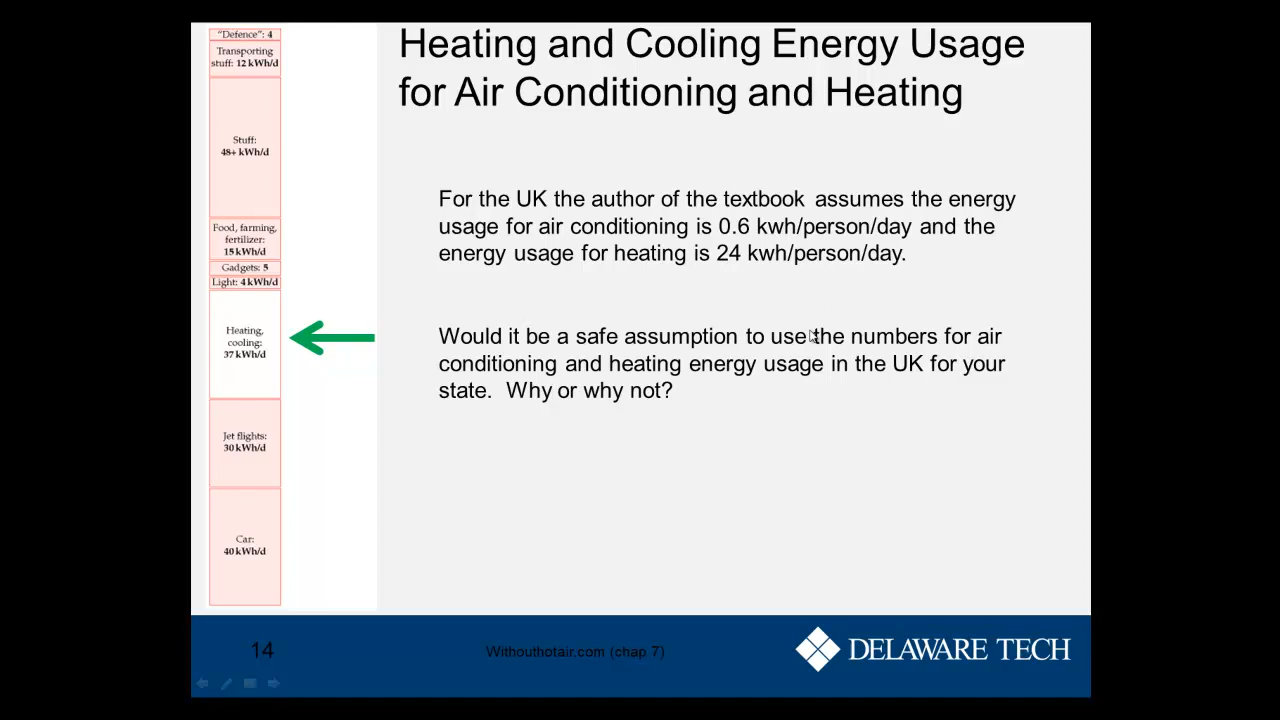 "Defence": 4
Transporting
stuff: 12 kWh/d
Stuff:
48+ kWh/d
Food, farming,
fertilizer:
15 kWh/d
Gadgets: 5
Light: 4 kWh/d
Heating,
cooling:
37 kWh/d
Jet flights:
30 kWh/d
Car:
40 kWh/d
Heating and Cooling Energy Usage
for Air Conditioning and Heating
For the UK the author of the textbook assumes the energy
usage for air conditioning is 0.6 kwh/person/day and the
energy usage for heating is 24 kwh/person/day.
Would it be a safe assumption to use the numbers for air
conditioning and heating energy usage in the UK for your
state. Why or why not?
14
Withouthotair.com (chap 7)
DELAWARE TECH